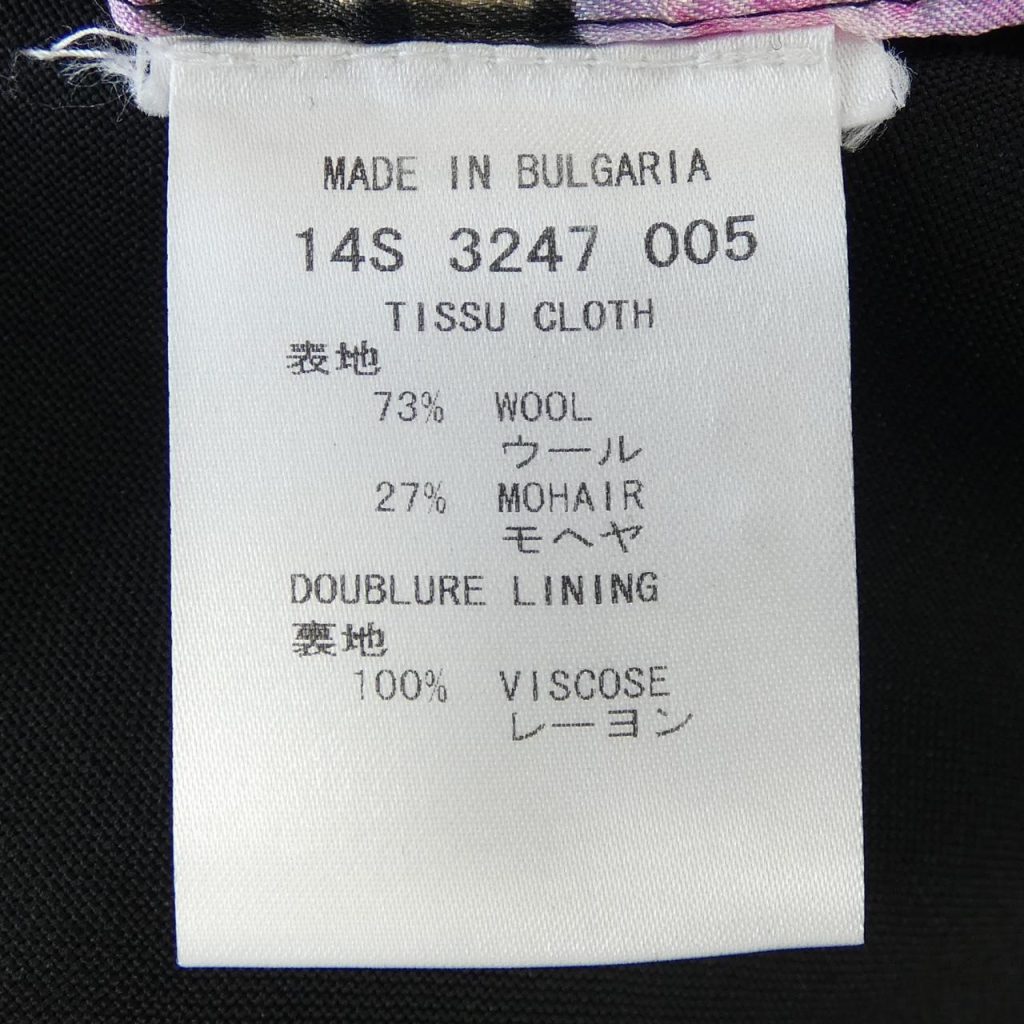 MADE IN BULGARIA
14S 3247 005
TISSU CLOTH
表地
73% WOOL
ウール
27% MOHAIR
モヘヤ
DOUBLURE LINING
裏地
100% VISCOSE
レーヨン